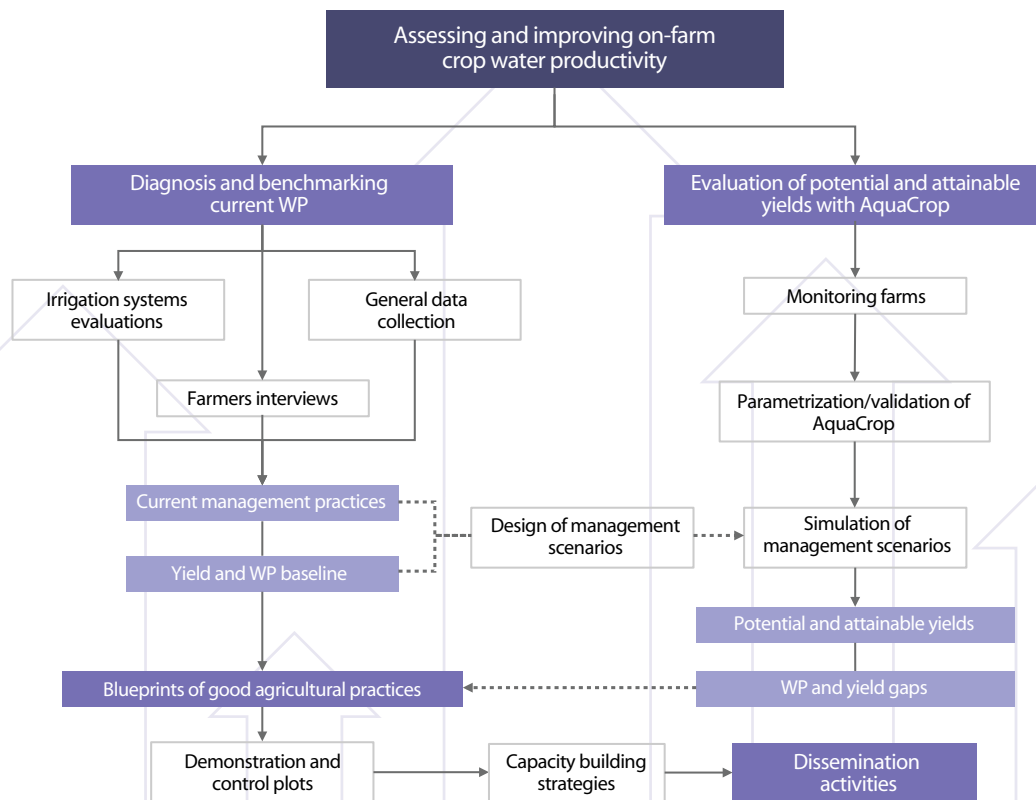 Assessing and improving on-farm
crop water productivity
Diagnosis and benchmarking
current WP
Evaluation of potential and attainable
yields with AquaCrop
Irrigation systems
evaluations
General data
collection
Monitoring farms
Farmers interviews
Parametrization/validation of
AquaCrop
Current management practices
Design of management
scenarios
Simulation of
management scenarios
Yield and WP baseline
Potential and attainable yields
Blueprints of good agricultural practices
WP and yield gaps
Demonstration and
control plots
Capacity building
strategies
Dissemination
activities